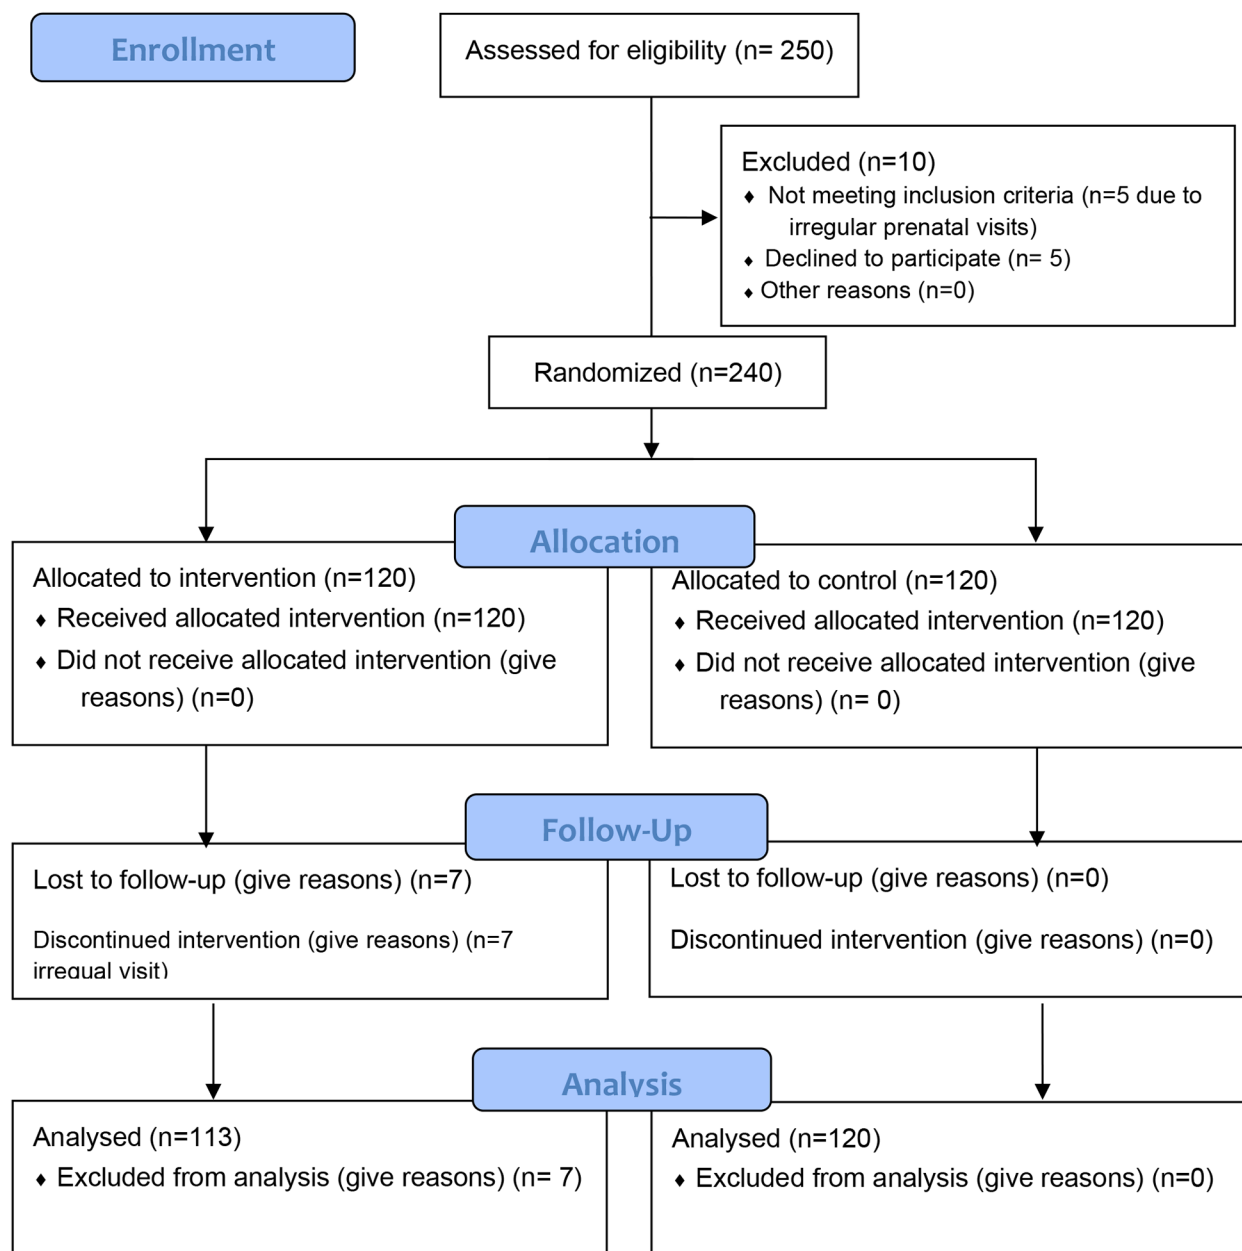 Enrollment
Assessed for eligibility (n= 250)
Excluded (n=10)
♦ Not meeting inclusion criteria (n=5 due to
irregular prenatal visits)
♦ Declined to participate (n= 5)
♦ Other reasons (n=0)
Randomized (n=240)
Allocation
Allocated to intervention (n=120)
♦ Received allocated intervention (n=120)
♦ Did not receive allocated intervention (give
reasons) (n=0)
Allocated to control (n=120)
♦ Received allocated intervention (n=120)
♦ Did not receive allocated intervention (give
reasons) (n= 0)
Follow-Up
Lost to follow-up (give reasons) (n=7)
Discontinued intervention (give reasons) (n=7
irregual visit)
Lost to follow-up (give reasons) (n=0)
Discontinued intervention (give reasons) (n=0)
Analysis
Analysed (n=113)
♦ Excluded from analysis (give reasons) (n= 7)
Analysed (n=120)
♦ Excluded from analysis (give reasons) (n=0)